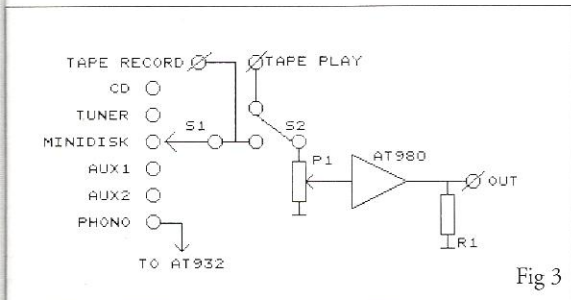 TAPE RECORD
TAPE PLAY
CD
TUNER
S1
S2
MINIDISK
P1
AT980
AUX1
OUT
AUX2
PHONO
R1
TO AT932
Fig 3